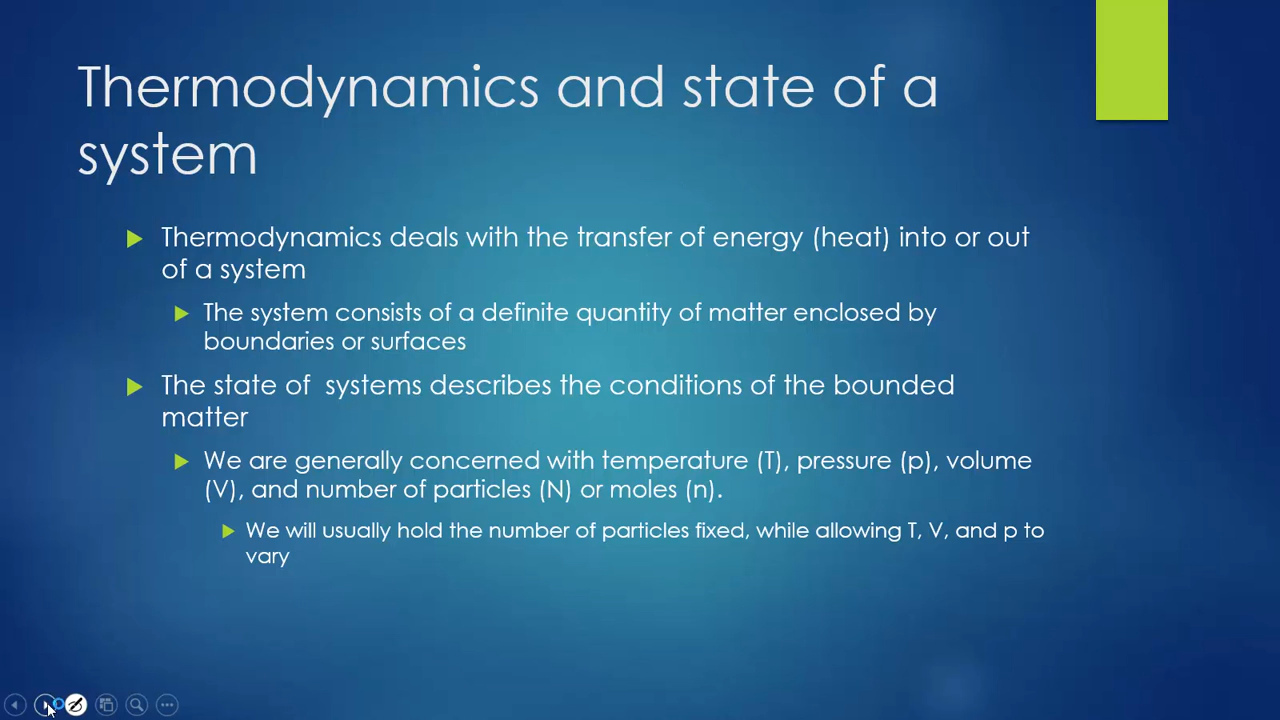 Thermodynamics and state of a
system
Thermodynamics deals with the transfer of energy (heat) into or out
of a system
The system consists of a definite quantity of matter enclosed by
boundaries or surfaces
The state of  systems describes the conditions of the bounded
matter
We are generally concerned with temperature (T), pressure (p), volume
(V), and number of particles (N) or moles (n).
We will usually hold the number of particles fixed, while allowing T, V, and p to
vary